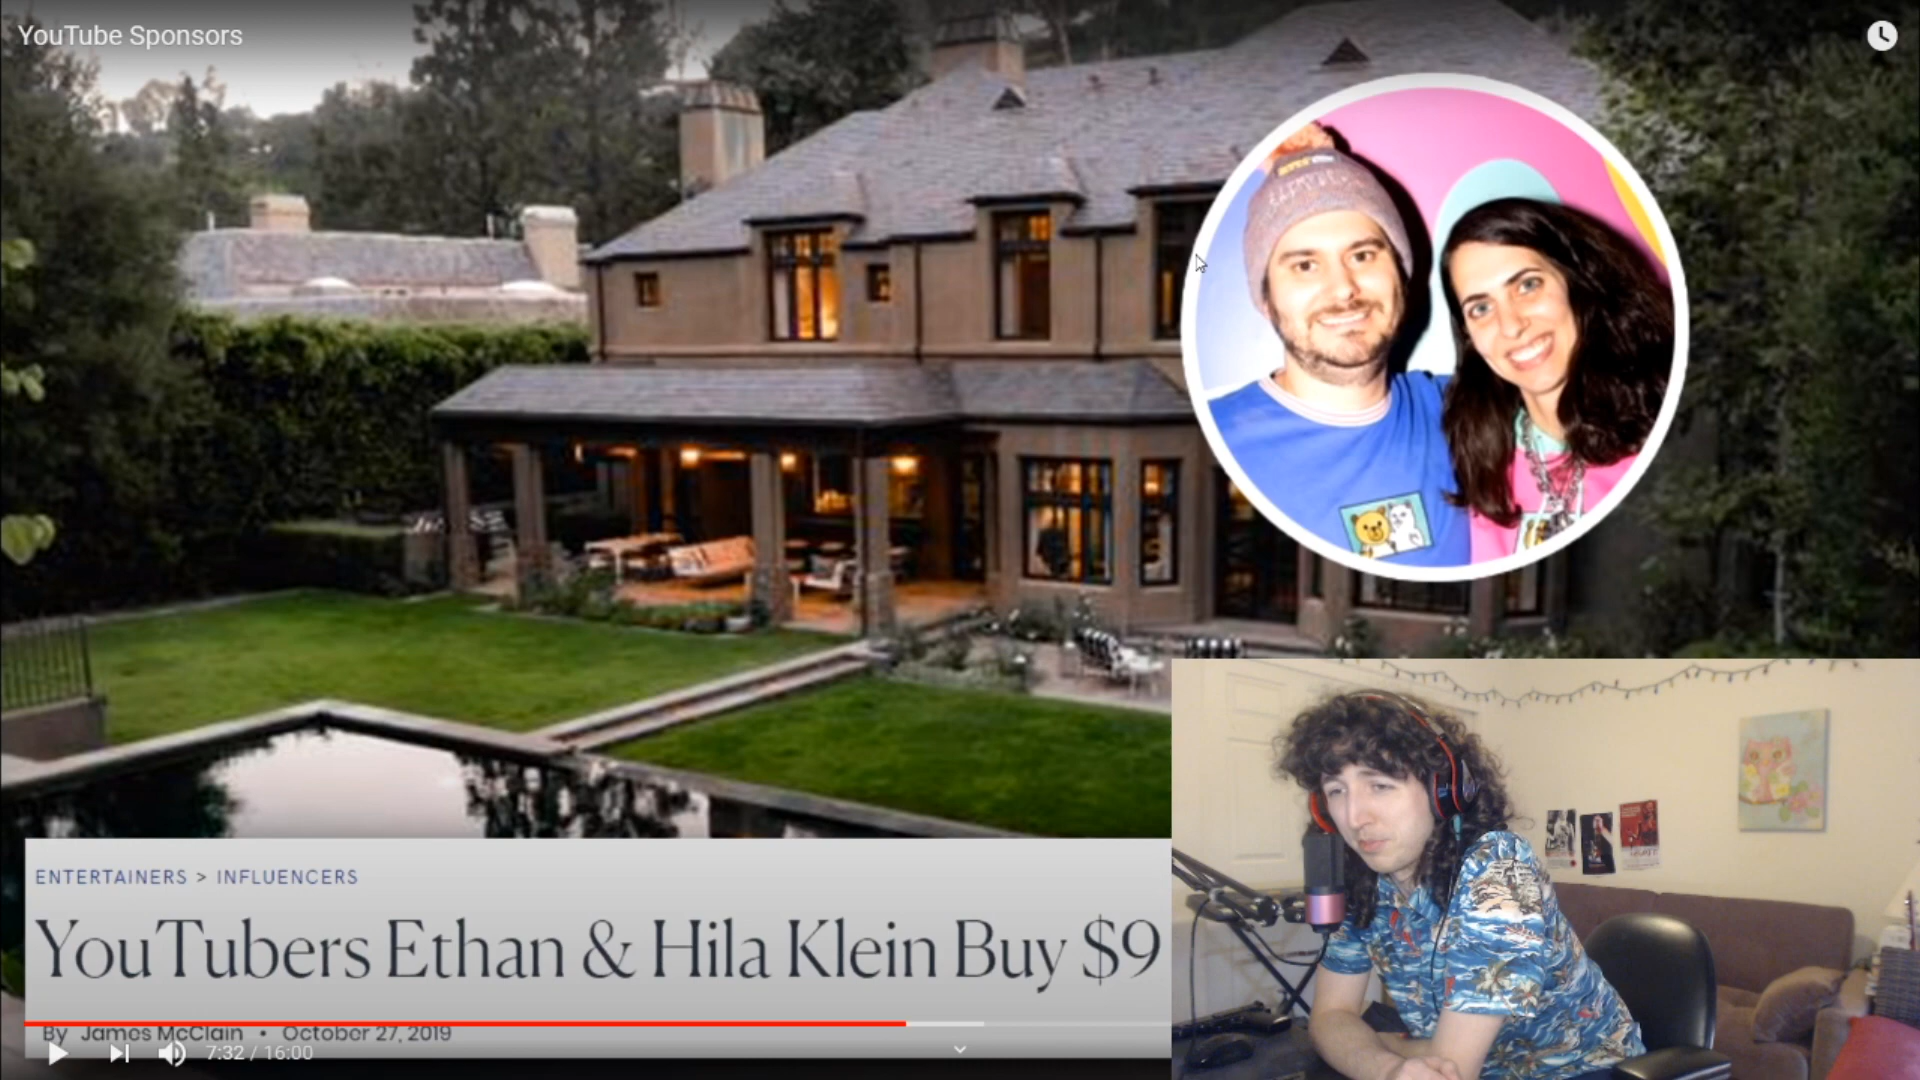 YouTube Sponsors
ENTERTAINERS > INFLUENCERS
YouTubers Ethan & Hila Klein Buy $9
By James McClain • October 27, 2019
7:32 / 16:00